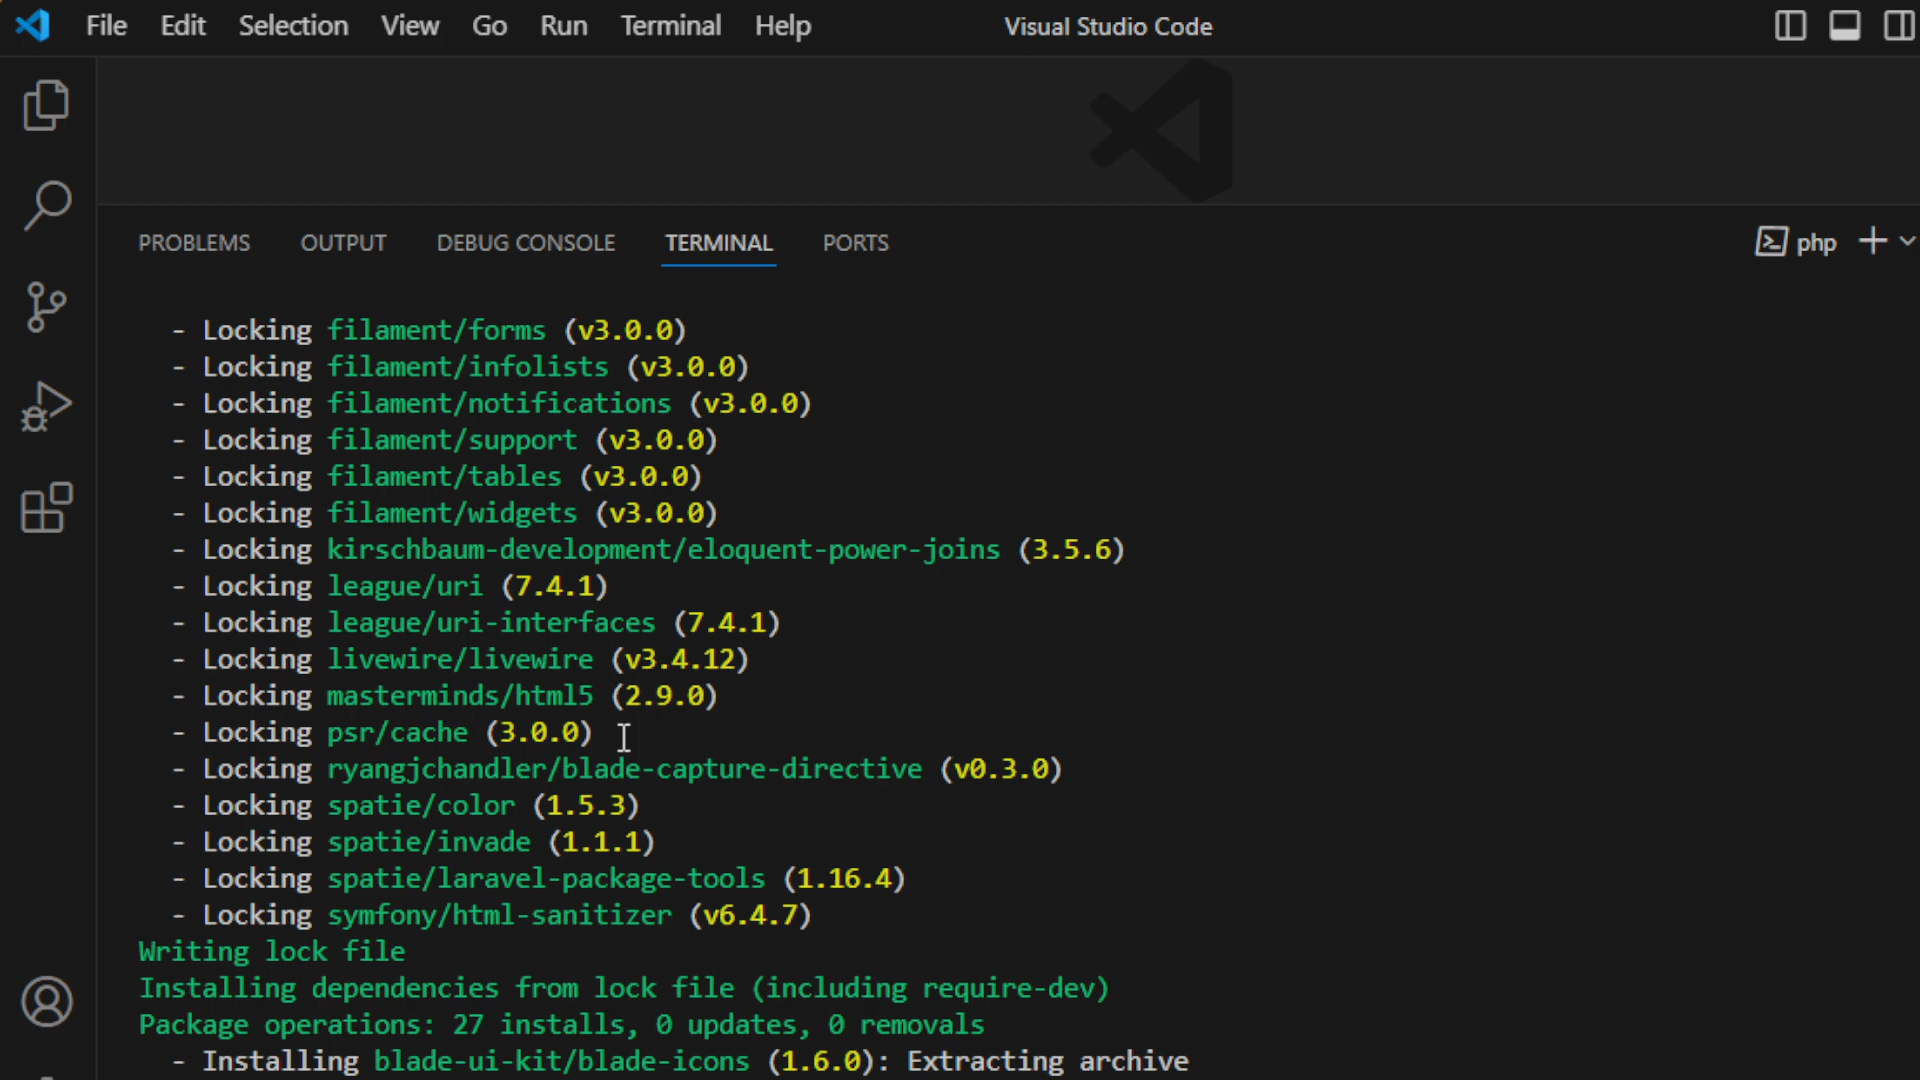 File Edit Selection View Go Run Terminal Help Visual Studio Code
PROBLEMS OUTPUT DEBUG CONSOLE TERMINAL PORTS php
- Locking filament/forms (v3.0.0)
- Locking filament/infolists (v3.0.0)
- Locking filament/notifications (v3.0.0)
- Locking filament/support (v3.0.0)
- Locking filament/tables (v3.0.0)
- Locking filament/widgets (v3.0.0)
- Locking kirschbaum-development/eloquent-power-joins (3.5.6)
- Locking league/uri (7.4.1)
- Locking league/uri-interfaces (7.4.1)
- Locking livewire/livewire (v3.4.12)
- Locking masterminds/html5 (2.9.0)
- Locking psr/cache (3.0.0)
- Locking ryangjchandler/blade-capture-directive (v0.3.0)
- Locking spatie/color (1.5.3)
- Locking spatie/invade (1.1.1)
- Locking spatie/laravel-package-tools (1.16.4)
- Locking symfony/html-sanitizer (v6.4.7)
Writing lock file
Installing dependencies from lock file (including require-dev)
Package operations: 27 installs, 0 updates, 0 removals
- Installing blade-ui-kit/blade-icons (1.6.0): Extracting archive